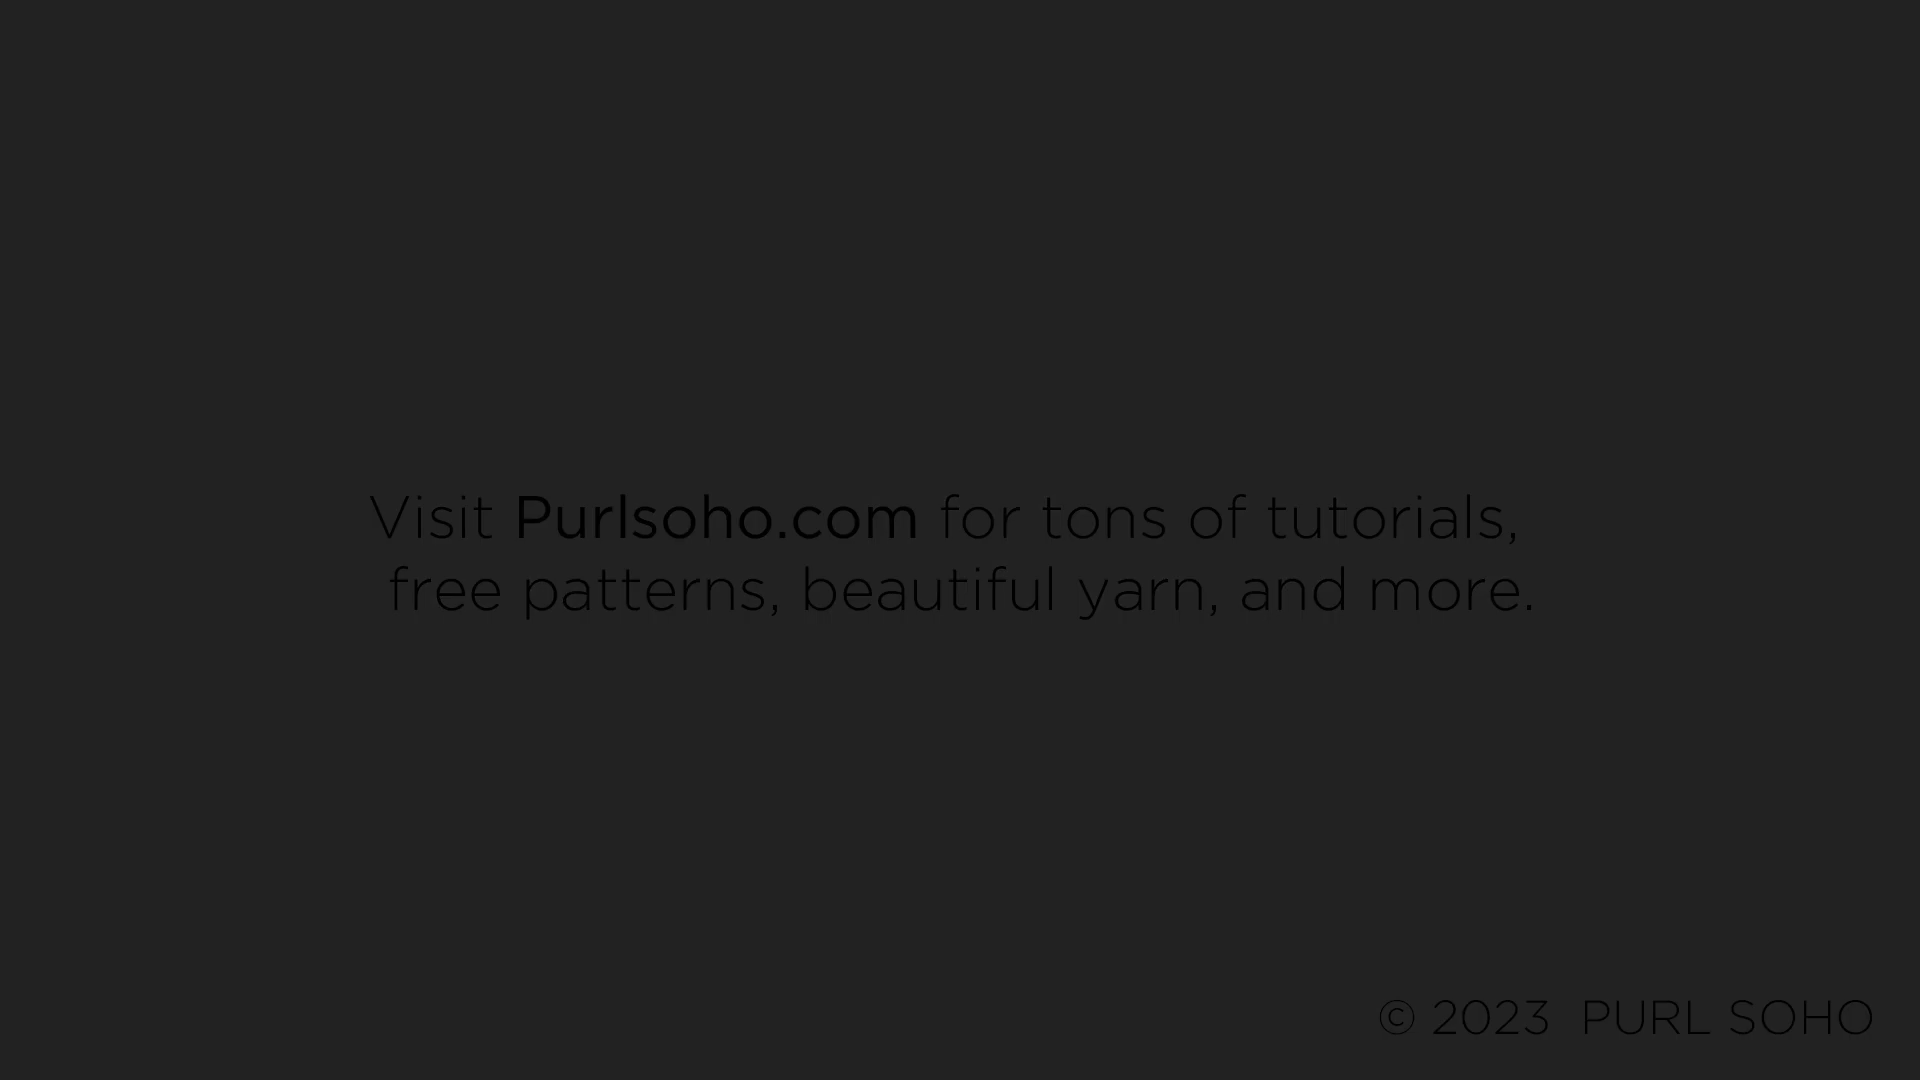 Visit Purlsoho.com for tons of tutorials,
free patterns, beautiful yarn, and more.
© 2023 PURL SOHO